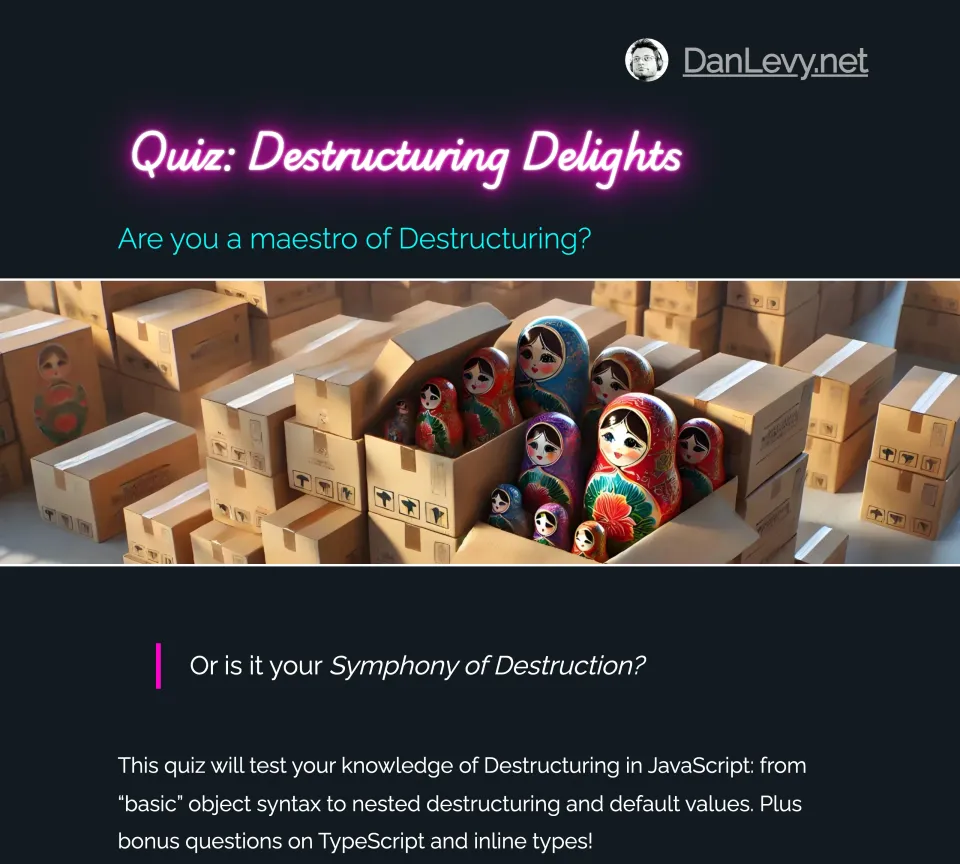 DanLevy.net
Quiz: Destructuring Delights
Are you a maestro of Destructuring?
Or is it your Symphony of Destruction?
This quiz will test your knowledge of Destructuring in JavaScript: from
“basic” object syntax to nested destructuring and default values. Plus
bonus questions on TypeScript and inline types!